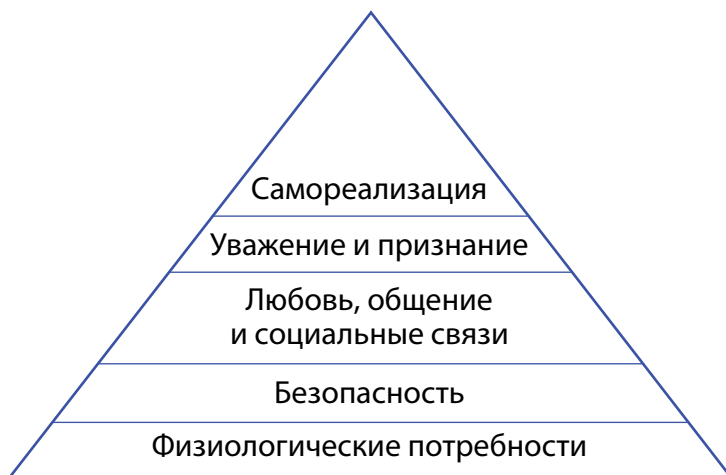 Самореализация
Уважение и признание
Любовь, общение
и социальные связи
Безопасность
Физиологические потребности